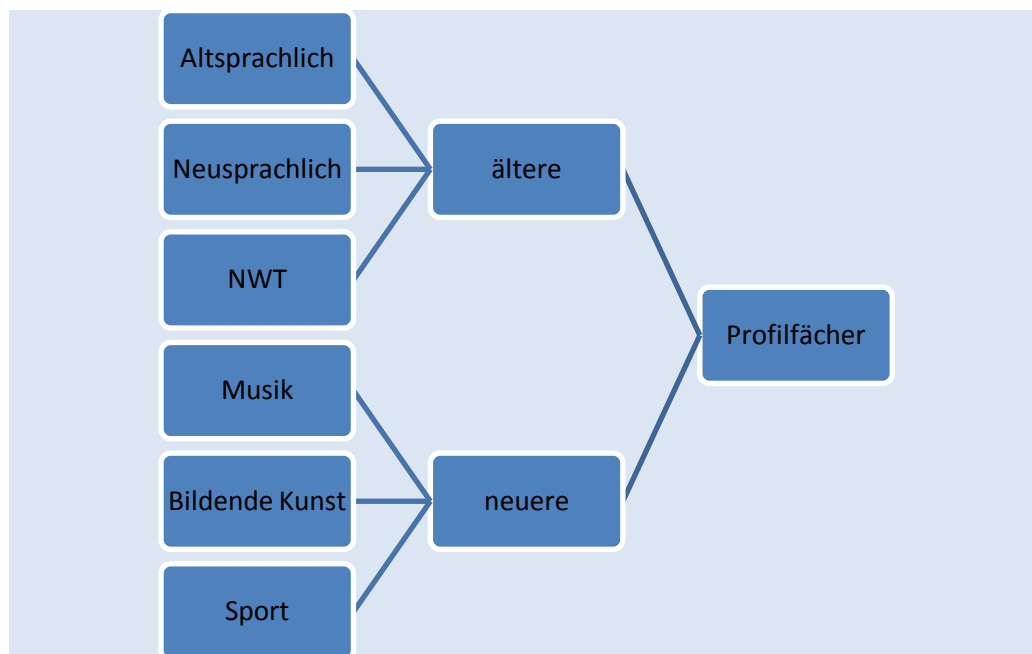 Altsprachlich
Neusprachlich
NWT
Musik
Bildende Kunst
Sport
ältere
neuere
Profilfächer